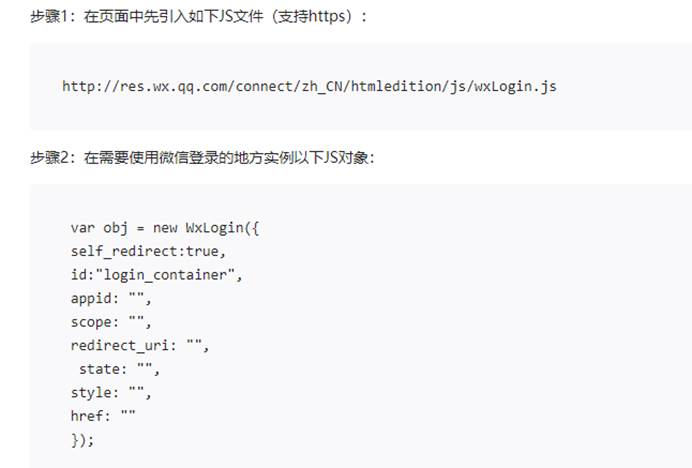 步骤1：在页面中先引入如下JS文件（支持https）：
http://res.wx.qq.com/connect/zh_CN/htmledition/js/wxLogin.js
步骤2：在需要使用微信登录的地方实例以下JS对象：
var obj = new WxLogin({
self_redirect:true,
id:"login_container",
appid: "",
scope: "",
redirect_uri: "",
state: "",
style: "",
href: ""
});